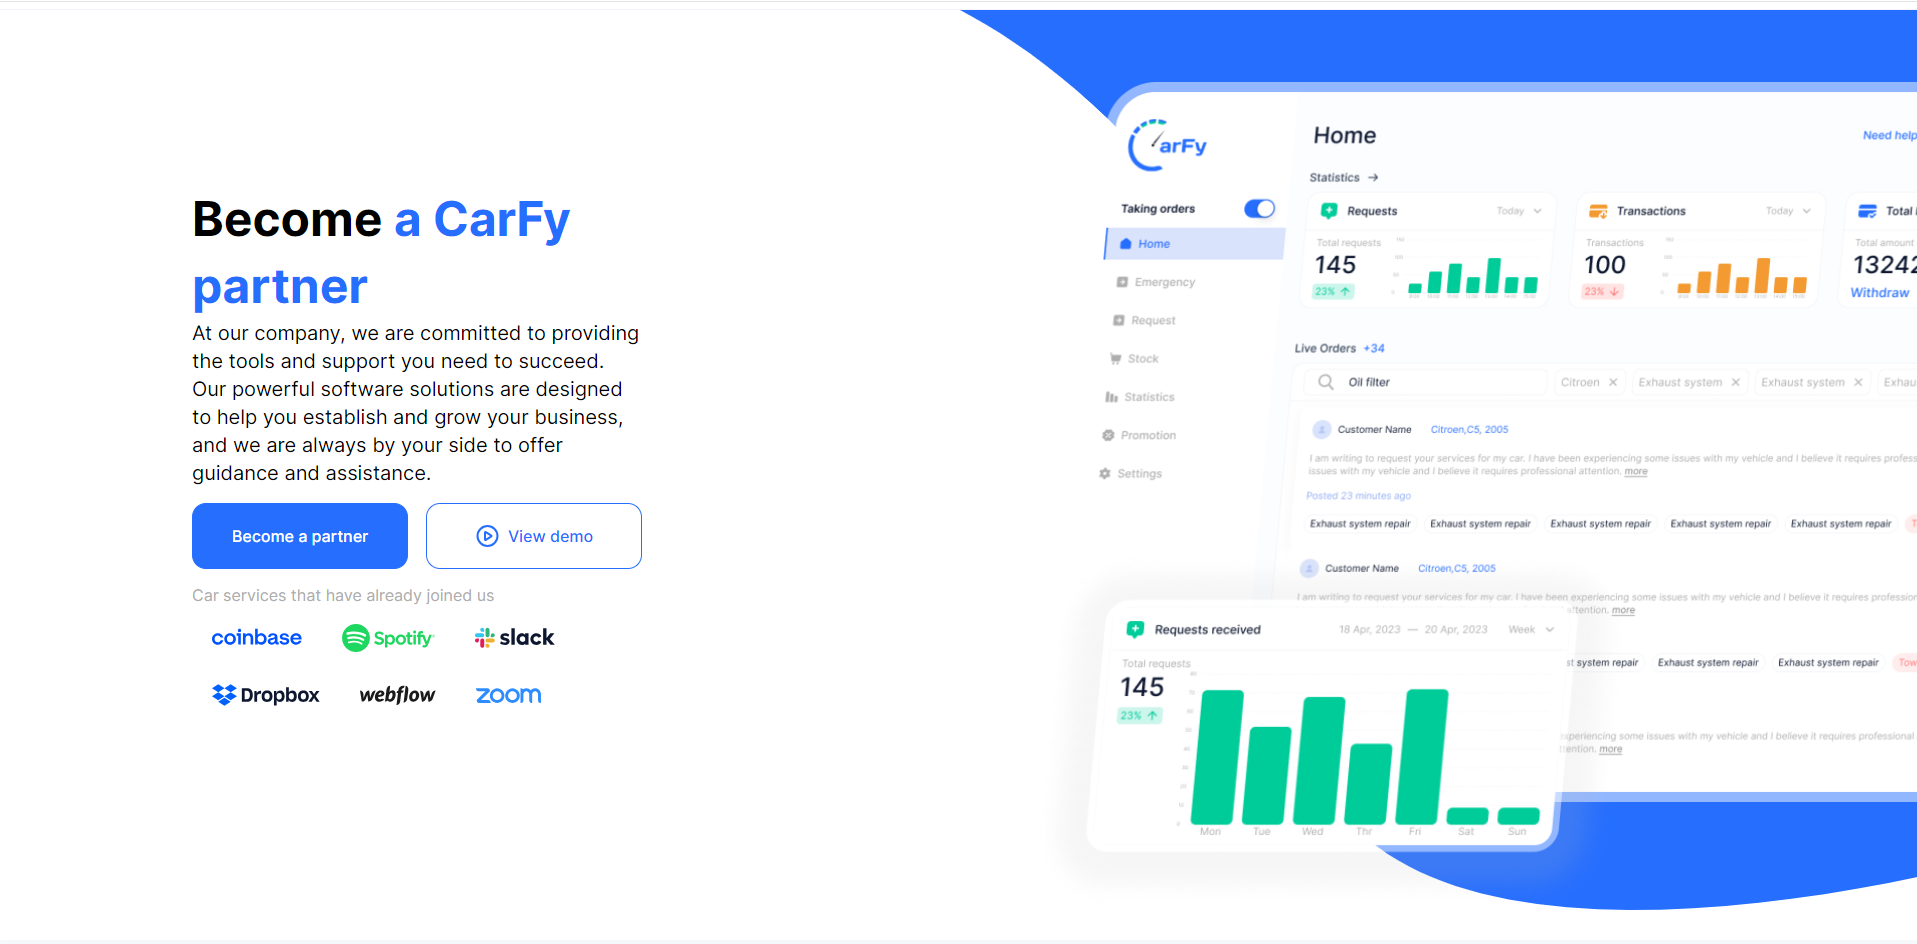 Become a CarFy
partner
At our company, we are committed to providing
the tools and support you need to succeed.
Our powerful software solutions are designed
to help you establish and grow your business,
and we are always by your side to offer
guidance and assistance.
Become a partner
View demo
Car services that have already joined us
coinbase Spotify slack
Dropbox webflow zoom
arFy
Taking orders
Home
Emergency
Request
Stock
Statistics
Promotion
Settings
Home
Need help
Statistics
Requests Today
Total requests
145
23%
Transactions Today
Transactions
100
23%
Total
Total amount
13242
Withdraw
Live Orders +34
Oil filter Citroen Exhaust system Exhaust system Exhau
Customer Name Citroen,C5, 2005
I am writing to request your services for my car. I have been experiencing some issues with my vehicle and I believe it requires profess
issues with my vehicle and I believe it requires professional attention. more
Posted 23 minutes ago
Exhaust system repair Exhaust system repair Exhaust system repair Exhaust system repair Exhaust system repair T
Customer Name Citroen,C5, 2005
I am writing to request your services for my car. I have been experiencing some issues with my vehicle and I believe it requires profess
attention. more
st system repair Exhaust system repair Exhaust system repair Tow
experiencing some issues with my vehicle and I believe it requires professional
ttention. more
Requests received 18 Apr, 2023 — 20 Apr, 2023 Week
Total requests
145
23%
Mon Tue Wed Thr Fri Sat Sun